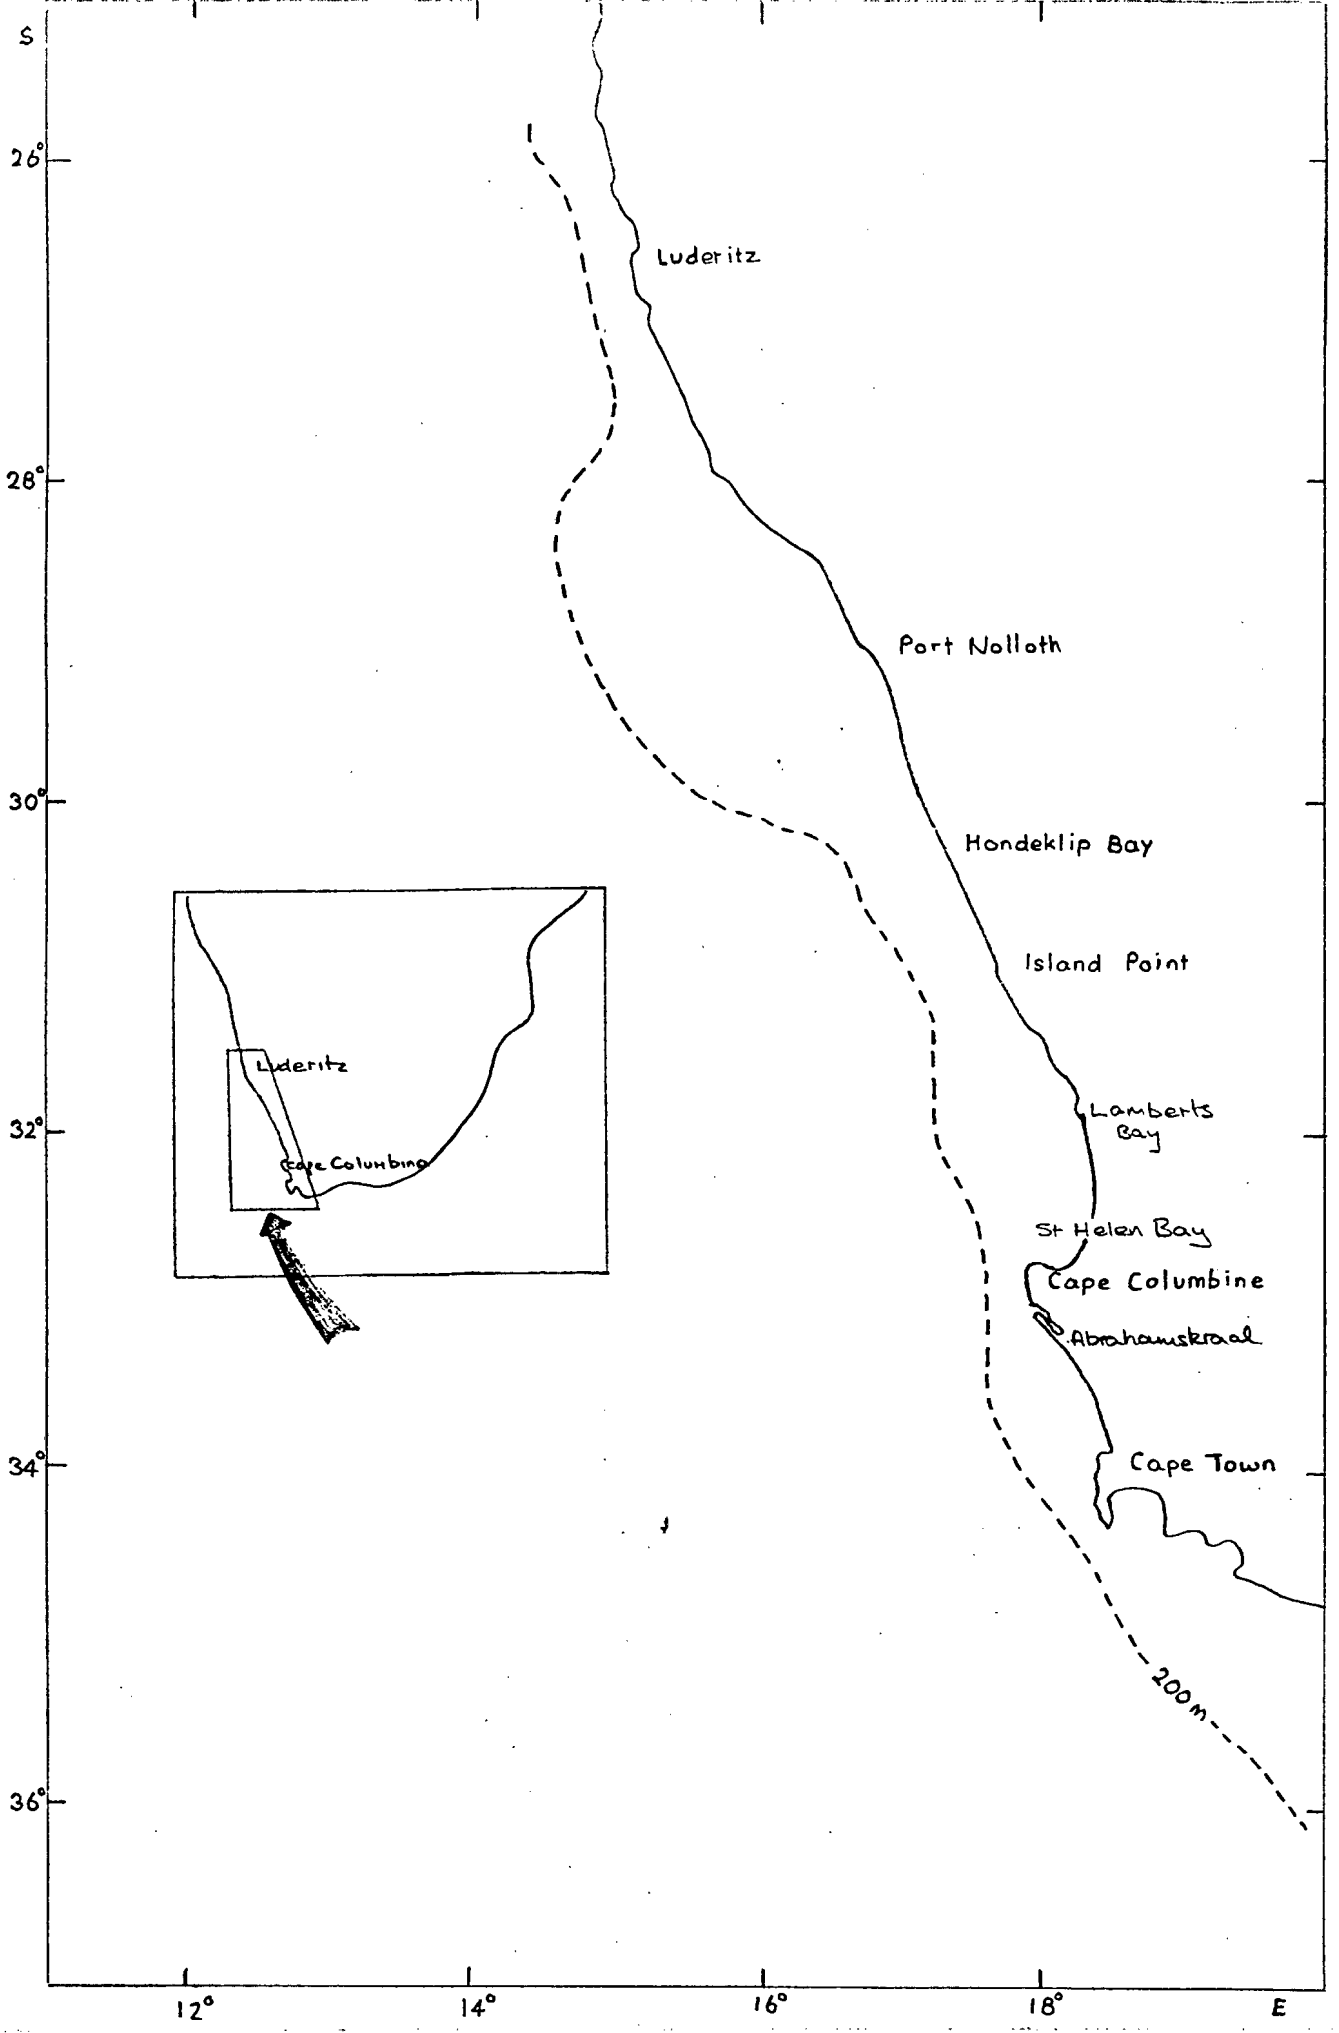 S
26°
Luderitz
28°
Port Nolloth
30°
Hondeklip Bay
Island Point
Luderitz
Lamberts
Bay
32°
Cape Columbine
St Helen Bay
Cape Columbine
Abrahamskraal
34°
Cape Town
200m
36°
12°
14°
16°
18°
E